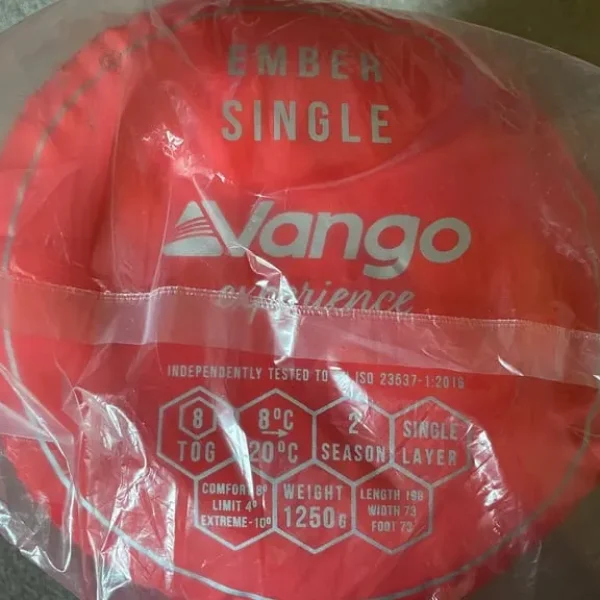 EMBER
SINGLE
Vango
experience
INDEPENDENTLY TESTED TO ISO 23537-1:2016
8
TOG
8°C
20°C
2
SEASON
SINGLE
LAYER
COMFORT 8°
LIMIT 4°
EXTREME -10°
WEIGHT
1250G
LENGTH 190
WIDTH 73
FOOT 73